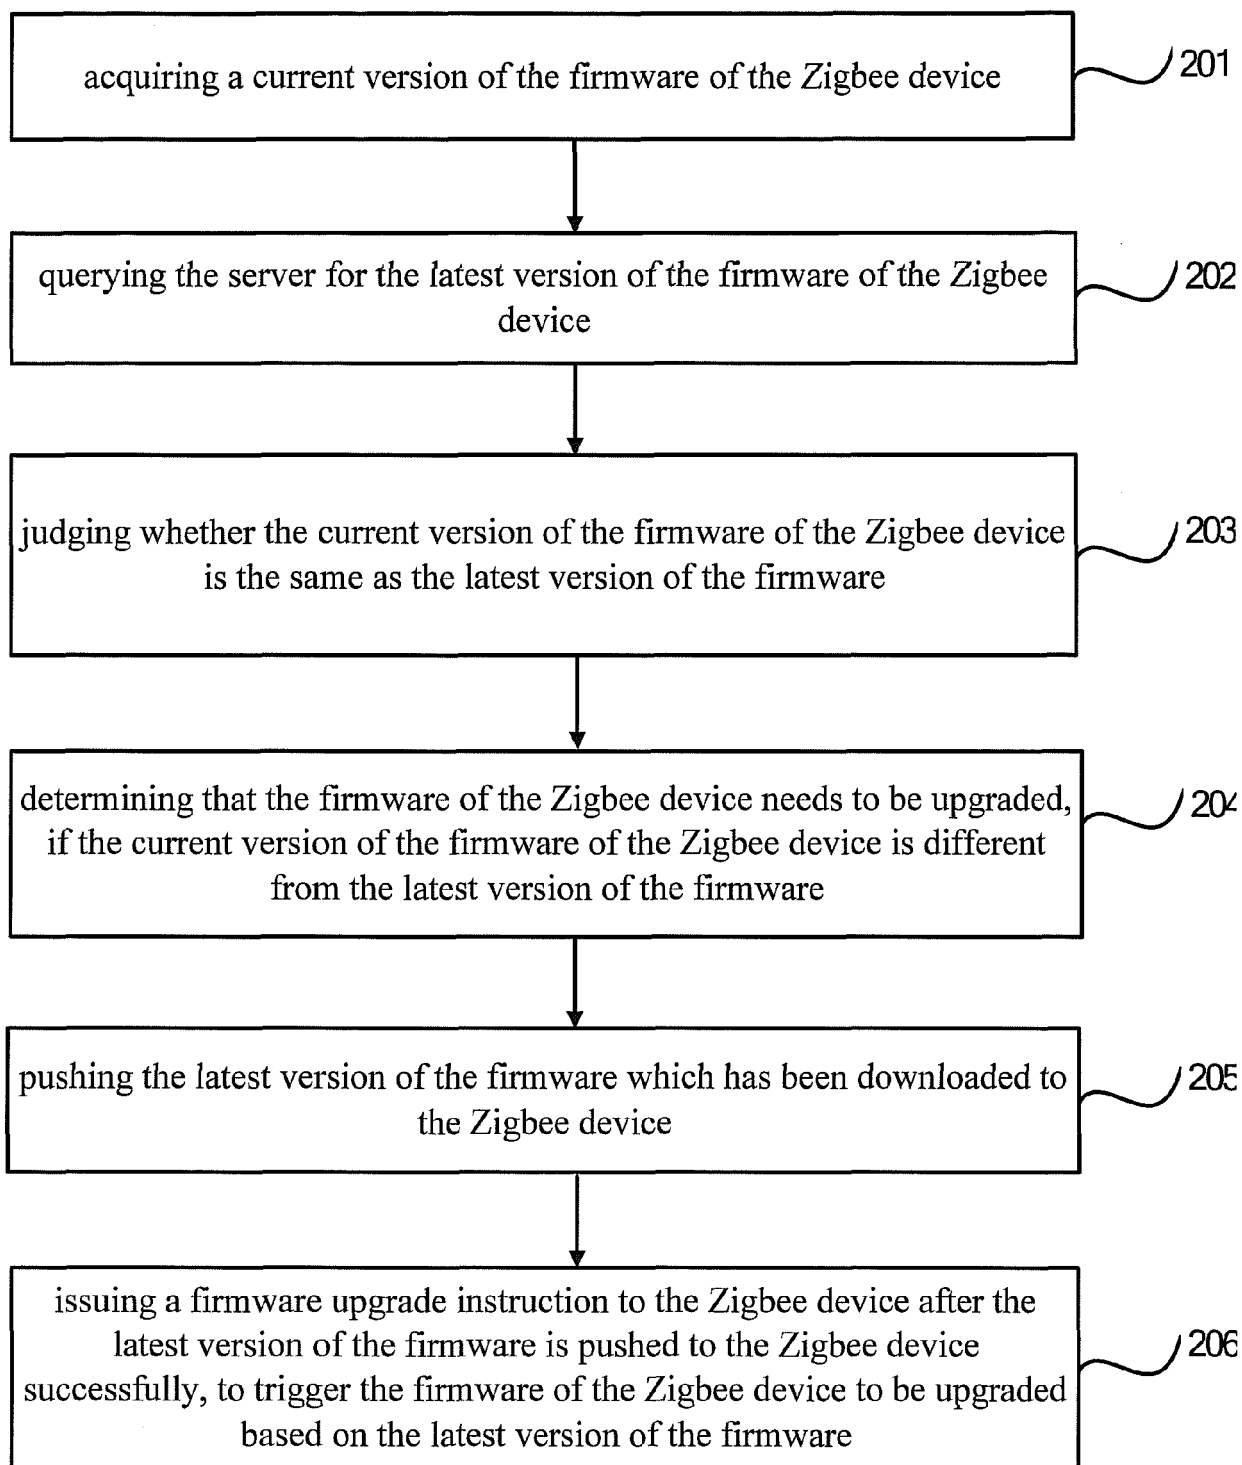 acquiring a current version of the firmware of the Zigbee device
201
querying the server for the latest version of the firmware of the Zigbee
device
202
judging whether the current version of the firmware of the Zigbee device
is the same as the latest version of the firmware
203
determining that the firmware of the Zigbee device needs to be upgraded,
if the current version of the firmware of the Zigbee device is different
from the latest version of the firmware
204
pushing the latest version of the firmware which has been downloaded to
the Zigbee device
205
issuing a firmware upgrade instruction to the Zigbee device after the
latest version of the firmware is pushed to the Zigbee device
successfully, to trigger the firmware of the Zigbee device to be upgraded
based on the latest version of the firmware
206